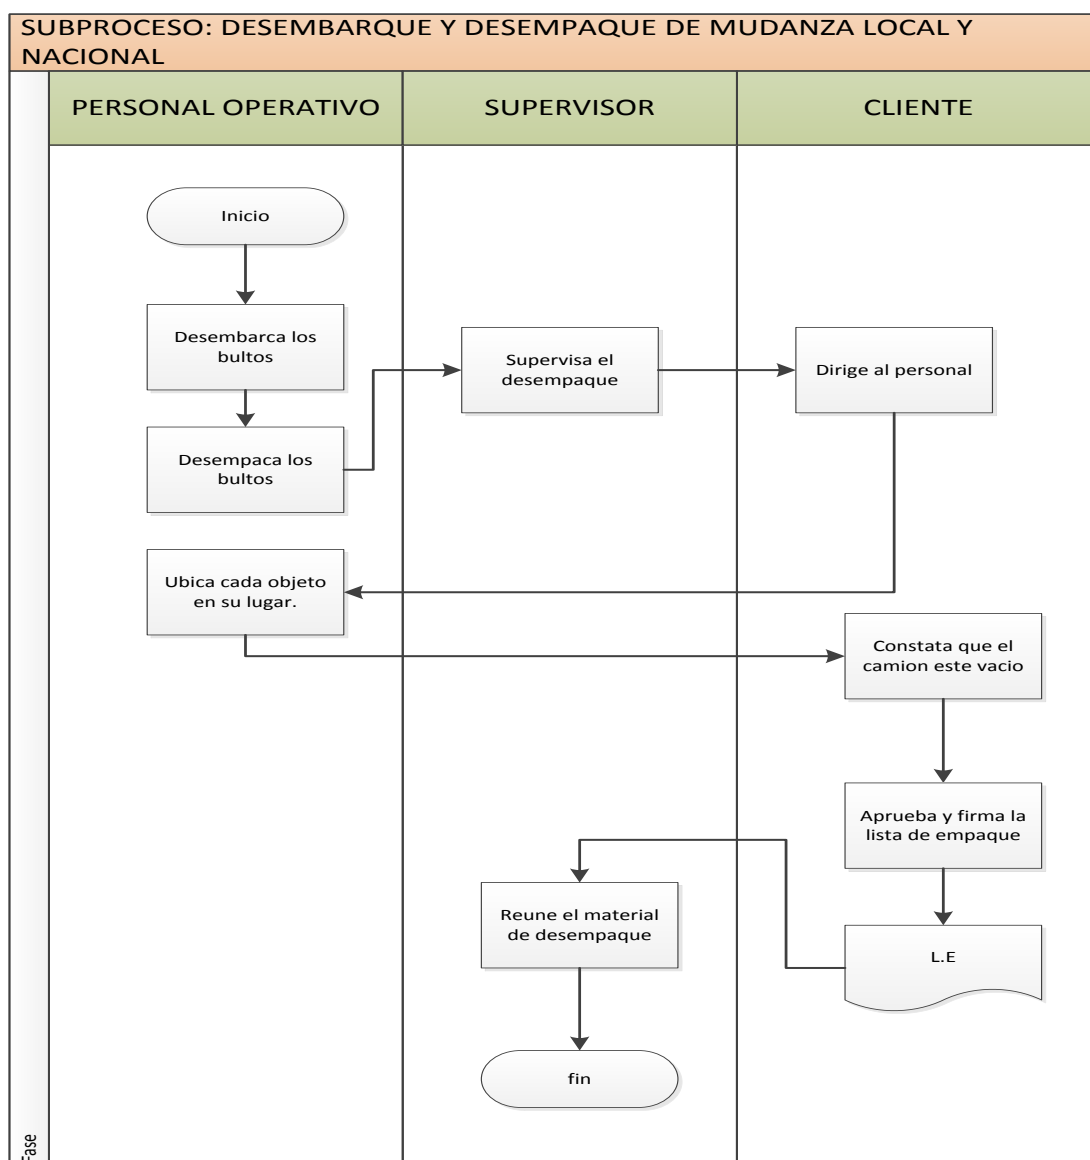 SUBPROCESO: DESEMBARQUE Y DESEMPAQUE DE MUDANZA LOCAL Y
NACIONAL
PERSONAL OPERATIVO
SUPERVISOR
CLIENTE
Inicio
Desembarca los
bultos
Supervisa el
desempaque
Dirige al personal
Desempaca los
bultos
Ubica cada objeto
en su lugar.
Constata que el
camion este vacio
Aprueba y firma la
lista de empaque
L.E
Reune el material
de desempaque
fin
Fase